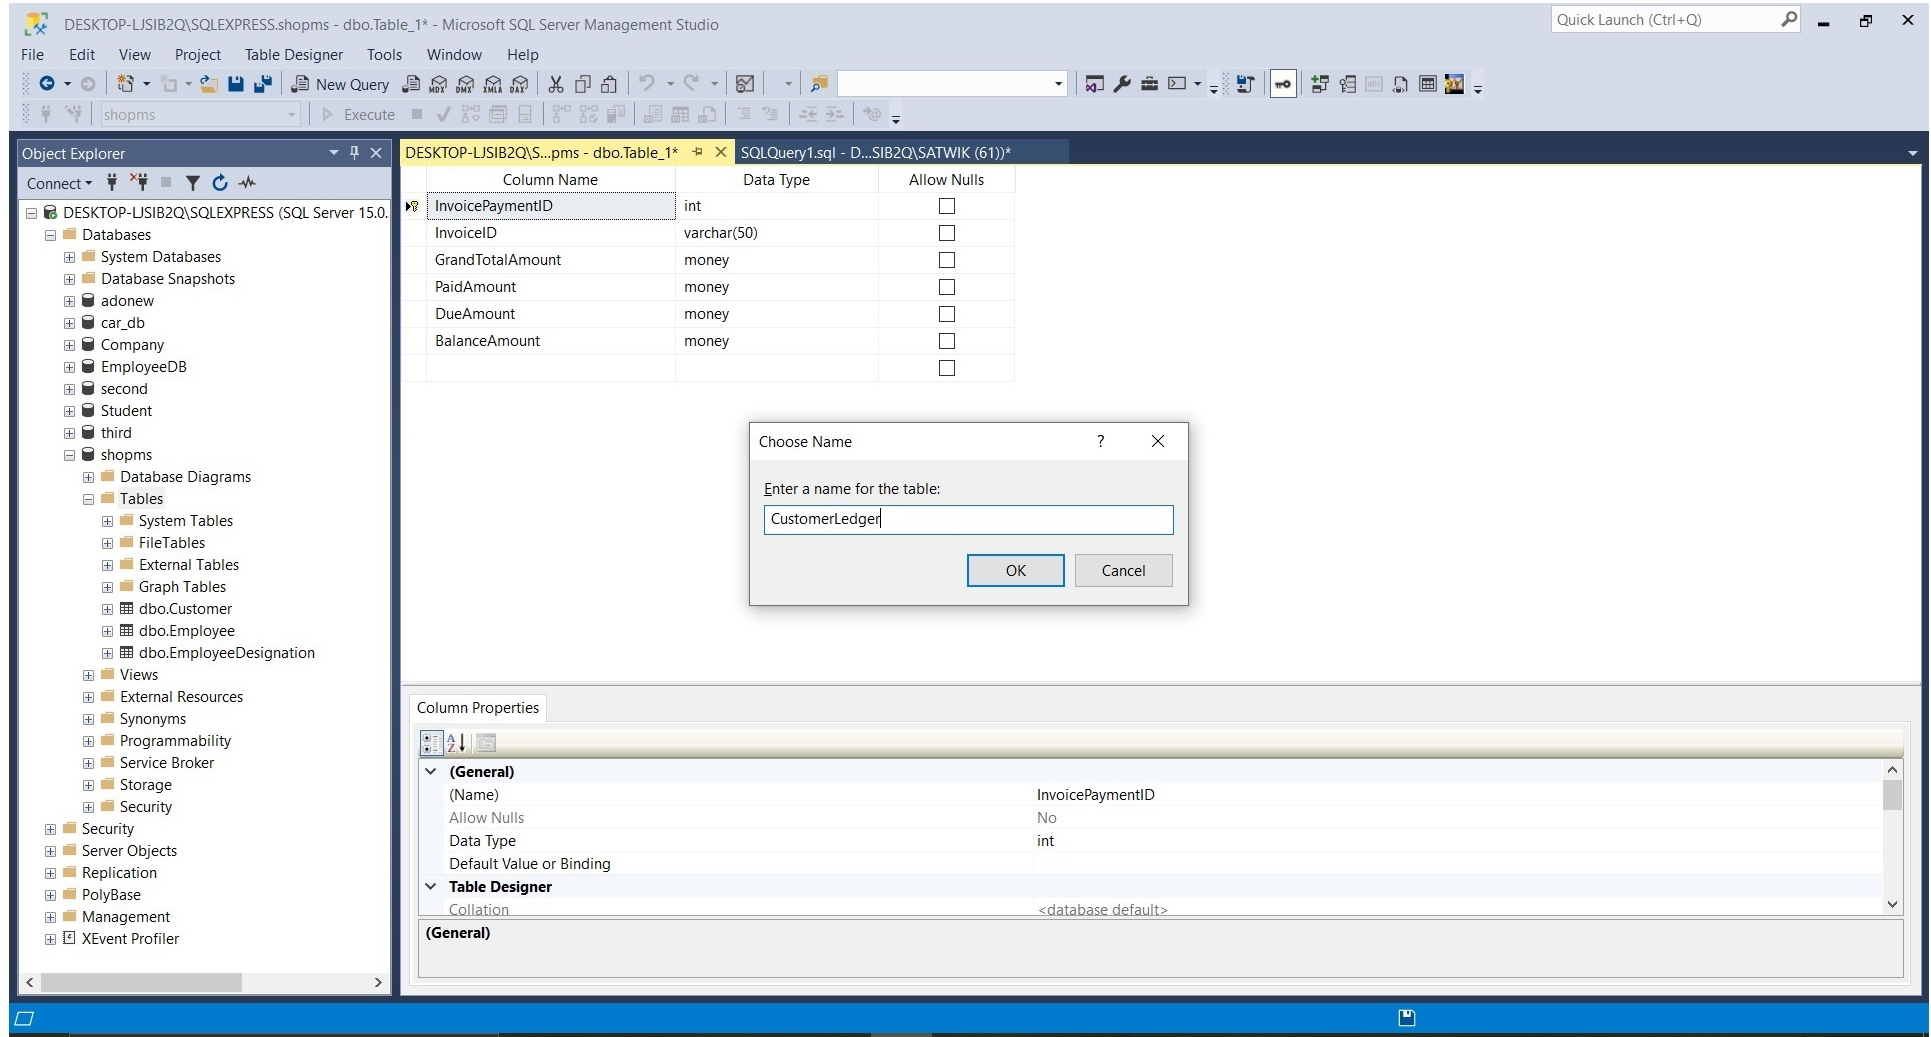 DESKTOP-LJSIB2Q\SQLEXPRESS.shopms - dbo.Table_1* - Microsoft SQL Server Management Studio
Quick Launch (Ctrl+Q)
File Edit View Project Table Designer Tools Window Help
New Query MDX DMX XMLA DAX
shopms Execute
Object Explorer
DESKTOP-LJSIB2Q\S...pms - dbo.Table_1* SQLQuery1.sql - D...SIB2Q\SATWIK (61))*
Connect
DESKTOP-LJSIB2Q\SQLEXPRESS (SQL Server 15.0.
Databases
System Databases
Database Snapshots
adonew
car_db
Company
EmployeeDB
second
Student
third
shopms
Database Diagrams
Tables
System Tables
FileTables
External Tables
Graph Tables
dbo.Customer
dbo.Employee
dbo.EmployeeDesignation
Views
External Resources
Synonyms
Programmability
Service Broker
Storage
Security
Security
Server Objects
Replication
PolyBase
Management
XEvent Profiler
Column Name Data Type Allow Nulls
InvoicePaymentID int
InvoiceID varchar(50)
GrandTotalAmount money
PaidAmount money
DueAmount money
BalanceAmount money
Choose Name ?
Enter a name for the table:
CustomerLedger
OK Cancel
Column Properties
(General)
(Name) InvoicePaymentID
Allow Nulls No
Data Type int
Default Value or Binding
Table Designer
Collation <database default>
(General)